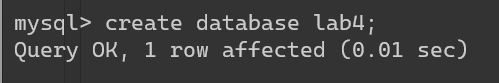 mysql> create database lab4;
Query OK, 1 row affected (0.01 sec)